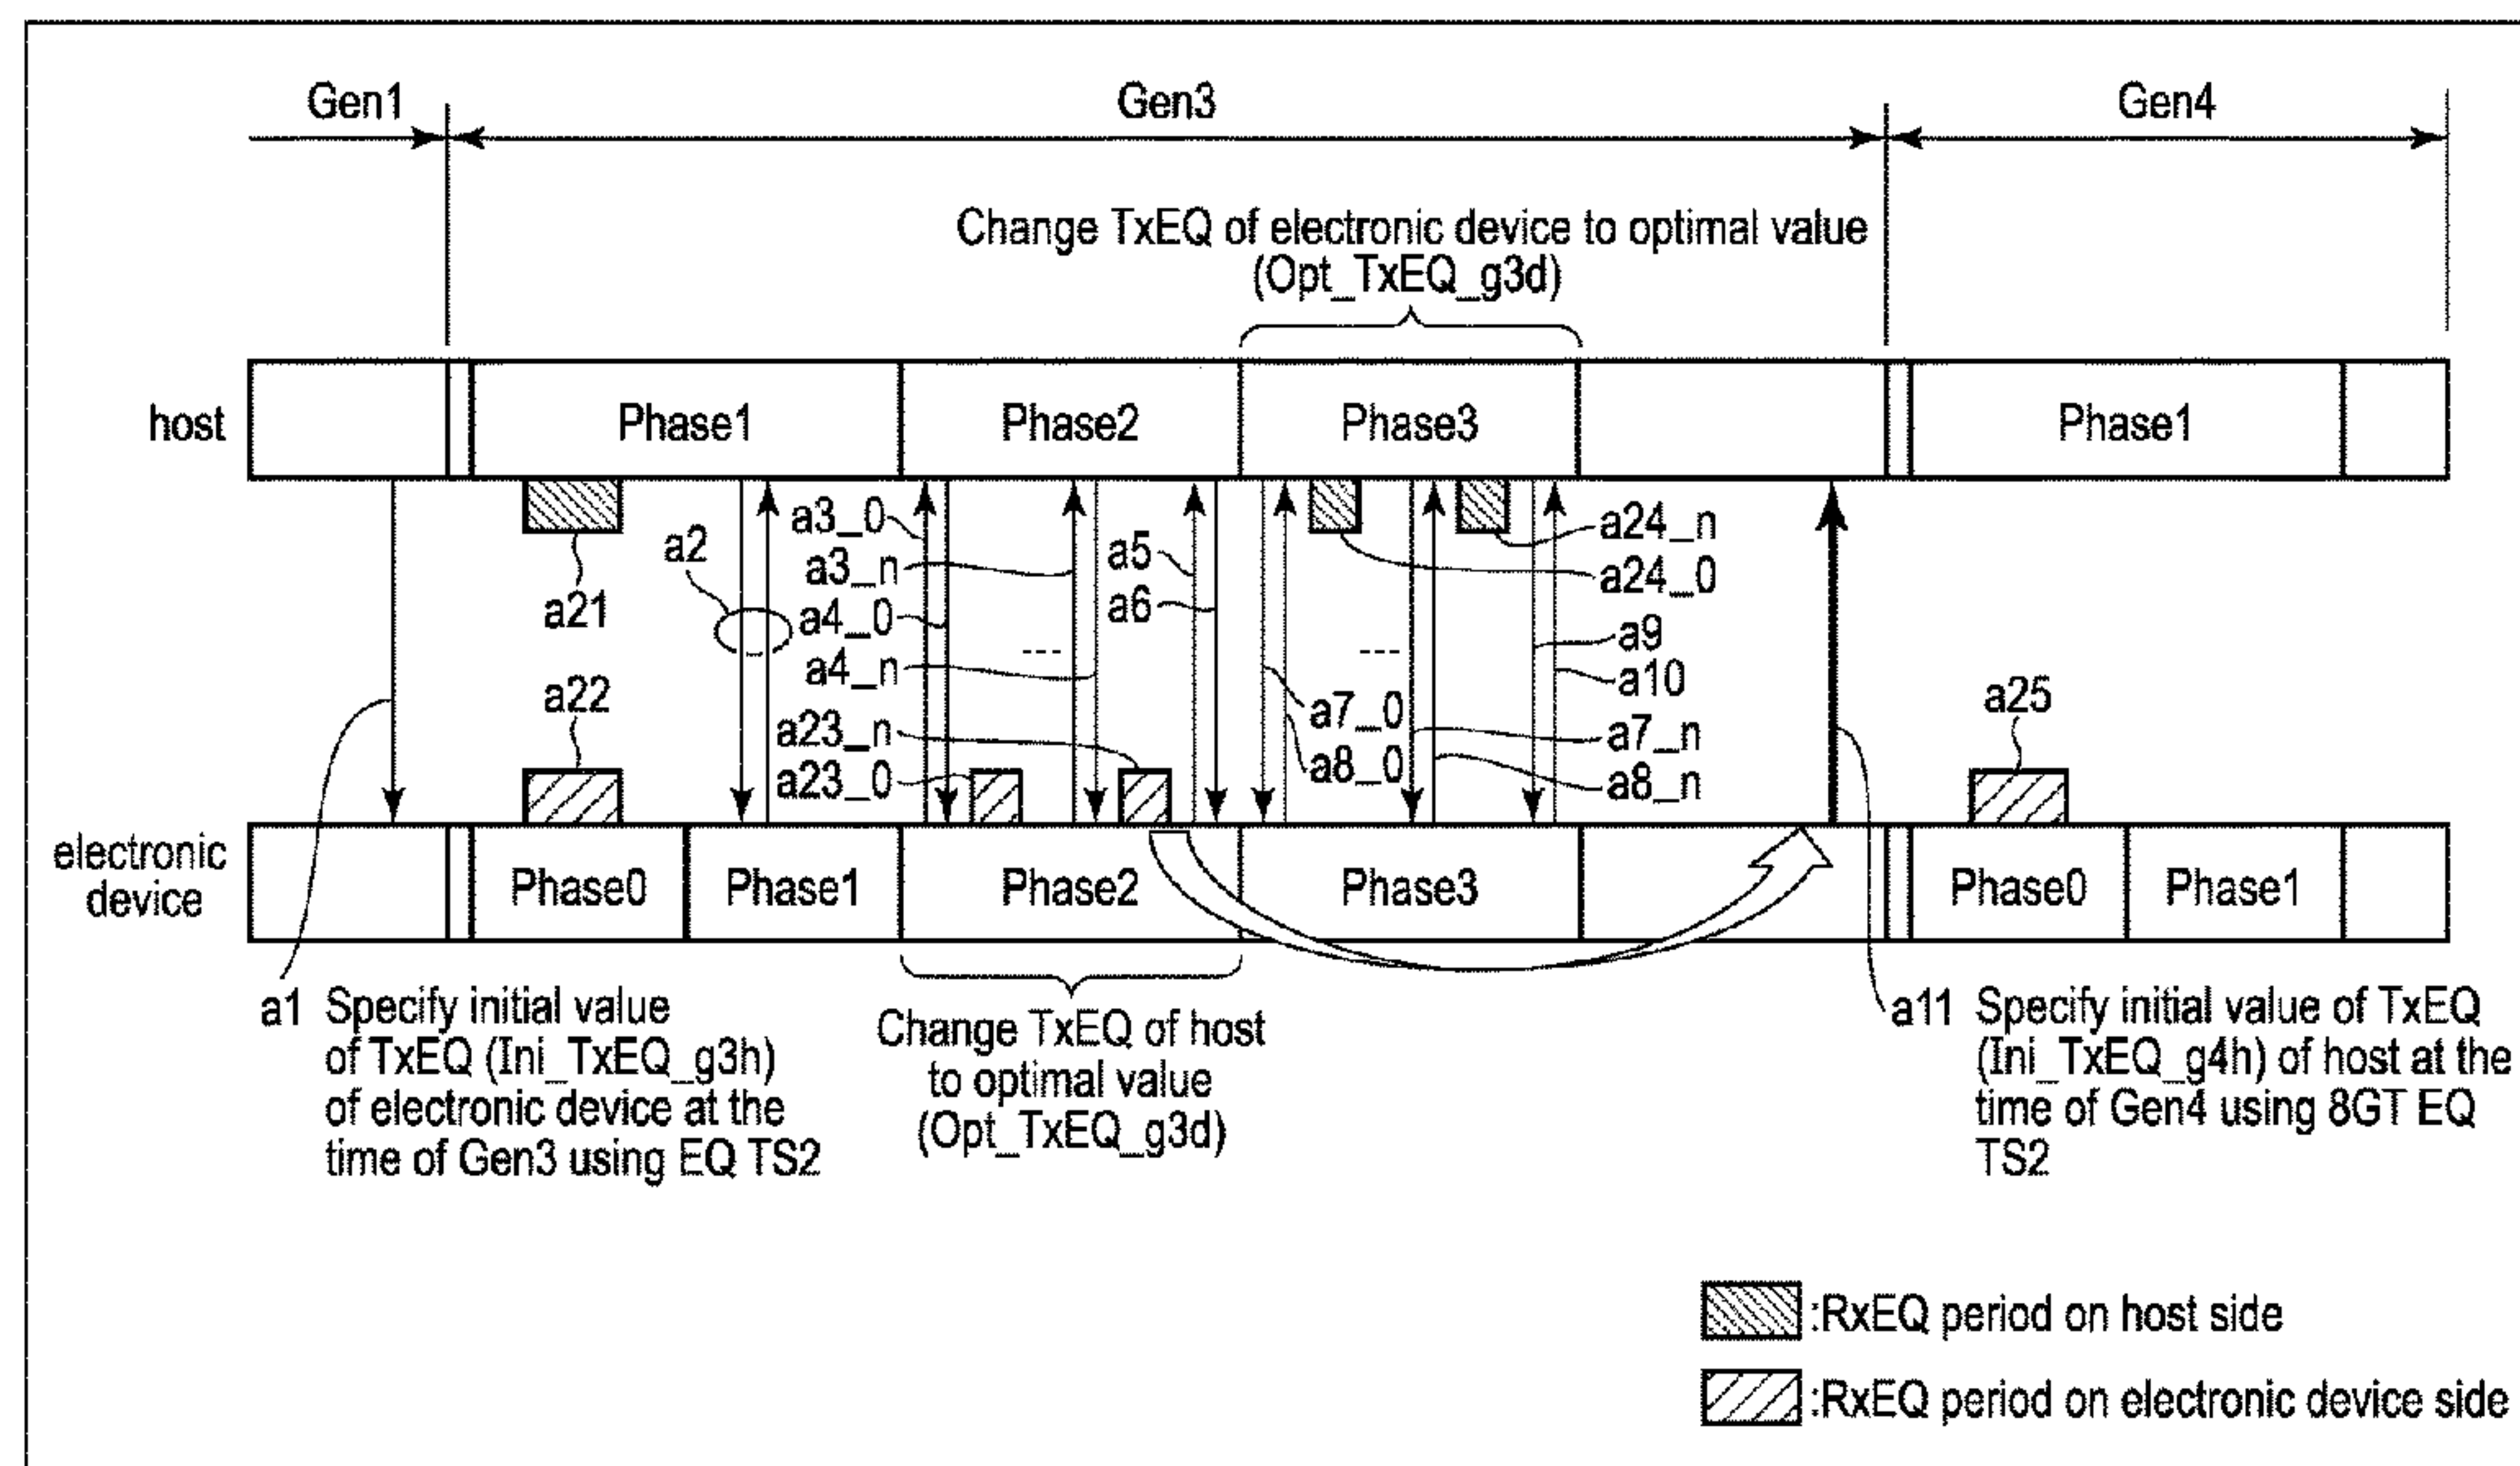 Gen1
Gen3
Gen4
Change TxEQ of electronic device to optimal value
(Opt_TxEQ_g3d)
host
Phase1
Phase2
Phase3
Phase1
a21
a2
a3_0
a3_n
a4_0
a4_n
a5
a6
a24_n
a24_0
a9
a10
a22
a23_n
a23_0
a7_0
a8_0
a7_n
a8_n
a25
electronic
device
Phase0
Phase1
Phase2
Phase3
Phase0
Phase1
a1 Specify initial value
of TxEQ (Ini_TxEQ_g3h)
of electronic device at the
time of Gen3 using EQ TS2
Change TxEQ of host
to optimal value
(Opt_TxEQ_g3d)
a11 Specify initial value of TxEQ
(Ini_TxEQ_g4h) of host at the
time of Gen4 using 8GT EQ
TS2
:RxEQ period on host side
:RxEQ period on electronic device side